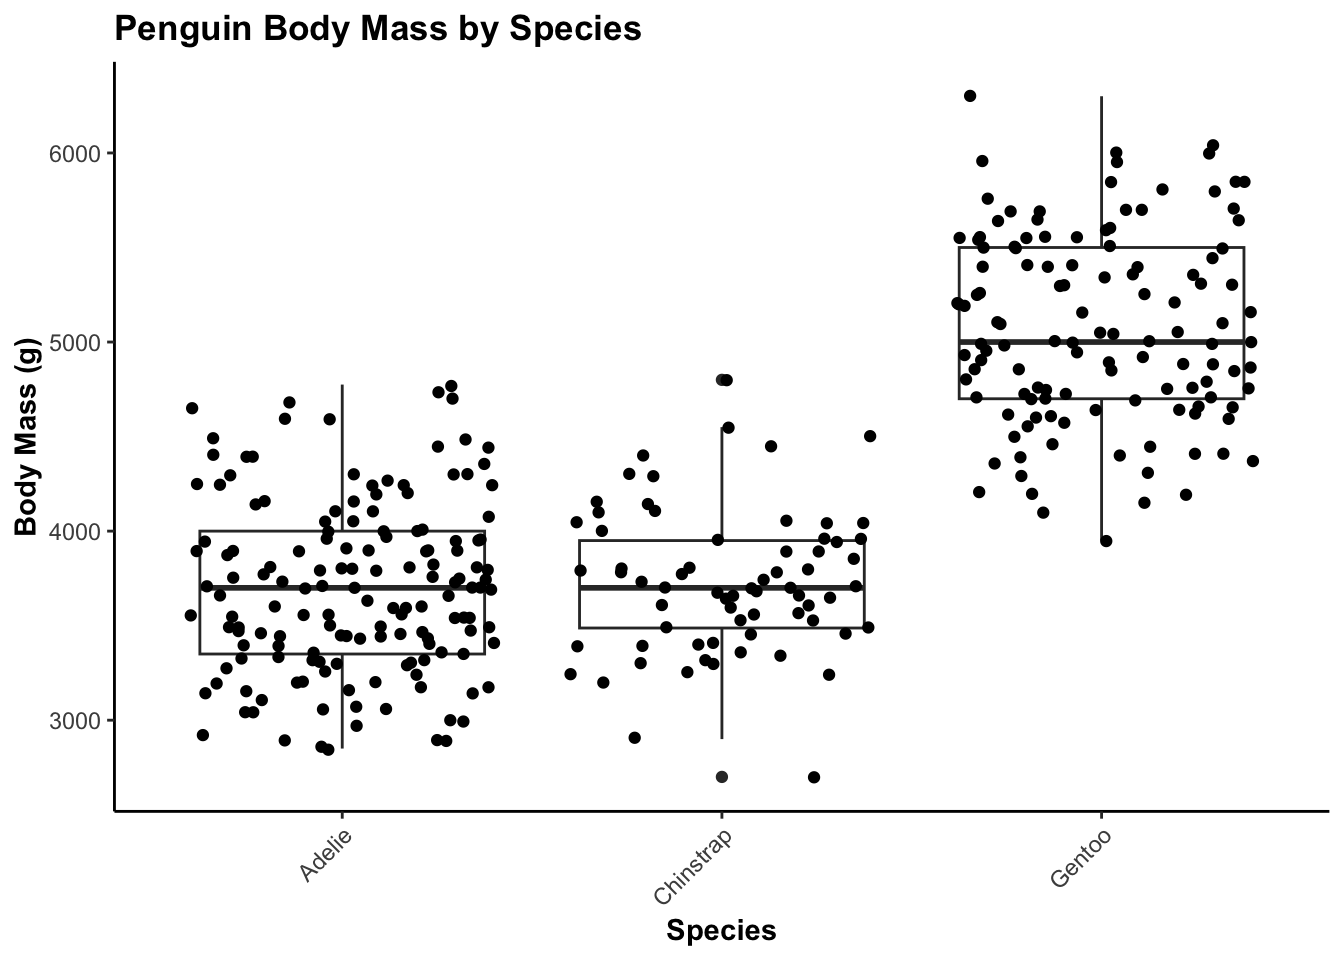 Penguin Body Mass by Species
Body Mass (g)
6000
5000
4000
3000
Adelie
Chinstrap
Gentoo
Species